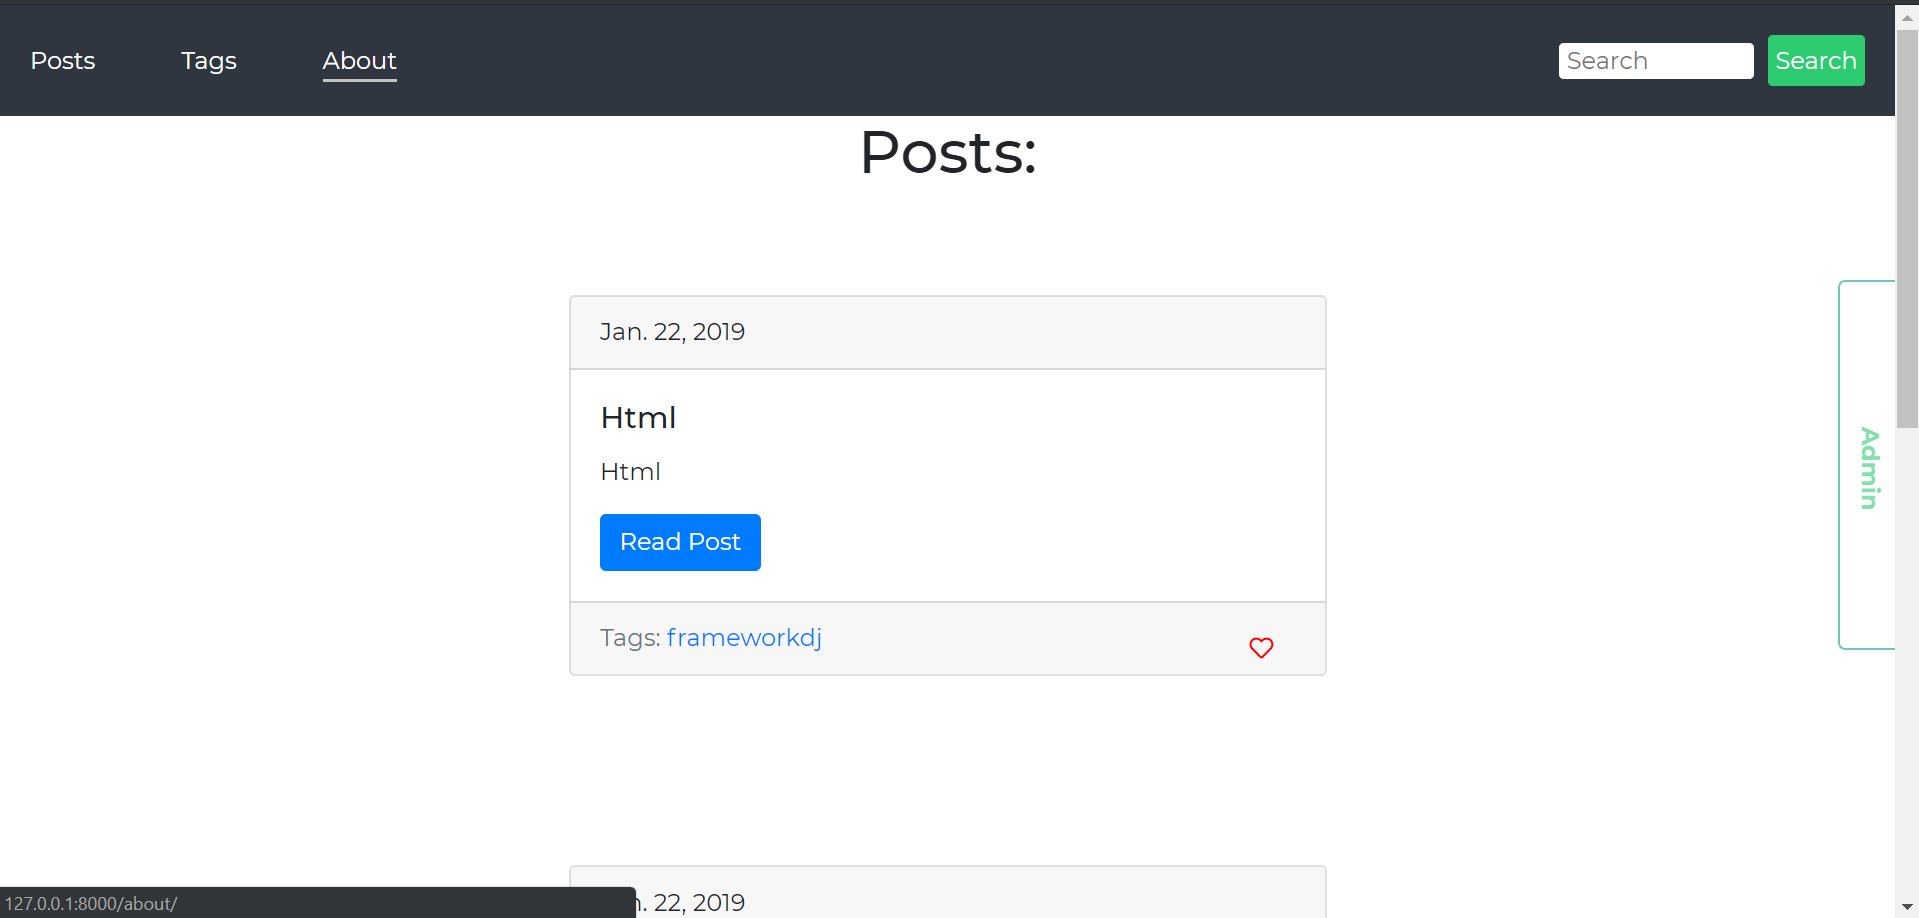 Posts Tags About Search Search
Posts:
Jan. 22, 2019
Html
Html
Read Post
Tags: frameworkdj
Admin
n. 22, 2019
127.0.0.1:8000/about/